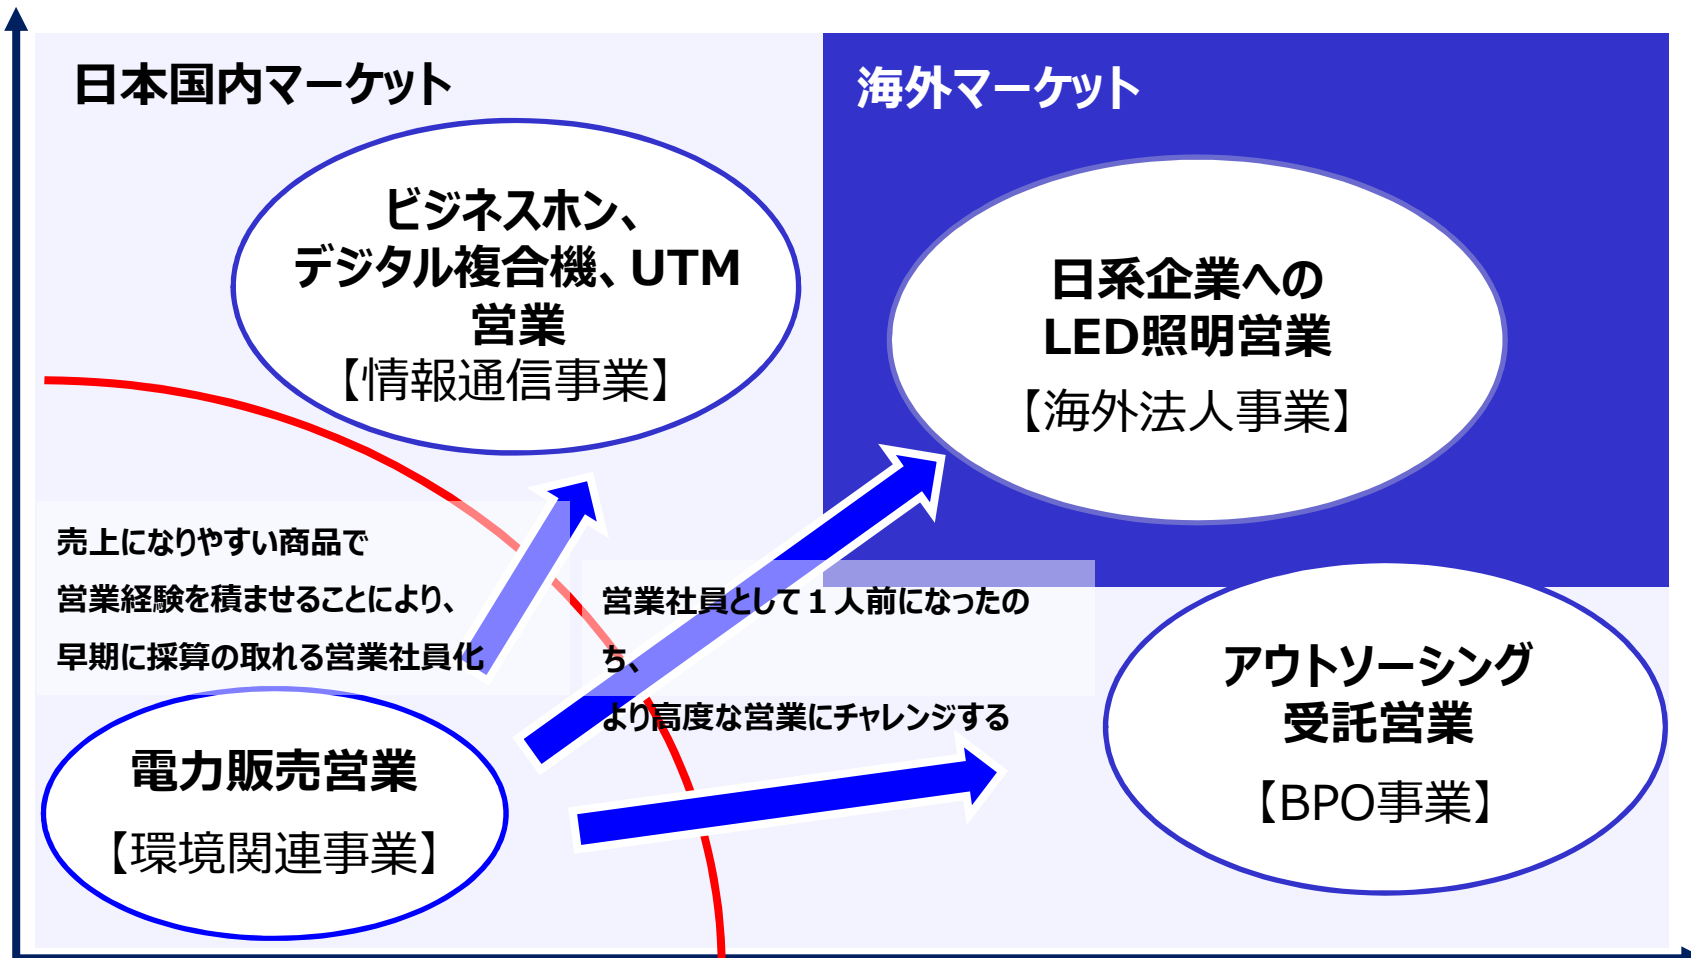 日本国内マーケット
海外マーケット
ビジネスホン、
デジタル複合機、UTM
営業
【情報通信事業】
日系企業への
LED照明営業
【海外法人事業】
売上になりやすい商品で
営業経験を積ませることにより、
早期に採算の取れる営業社員化
営業社員として１人前になったの
ち、
より高度な営業にチャレンジする
アウトソーシング
受託営業
【BPO事業】
電力販売営業
【環境関連事業】